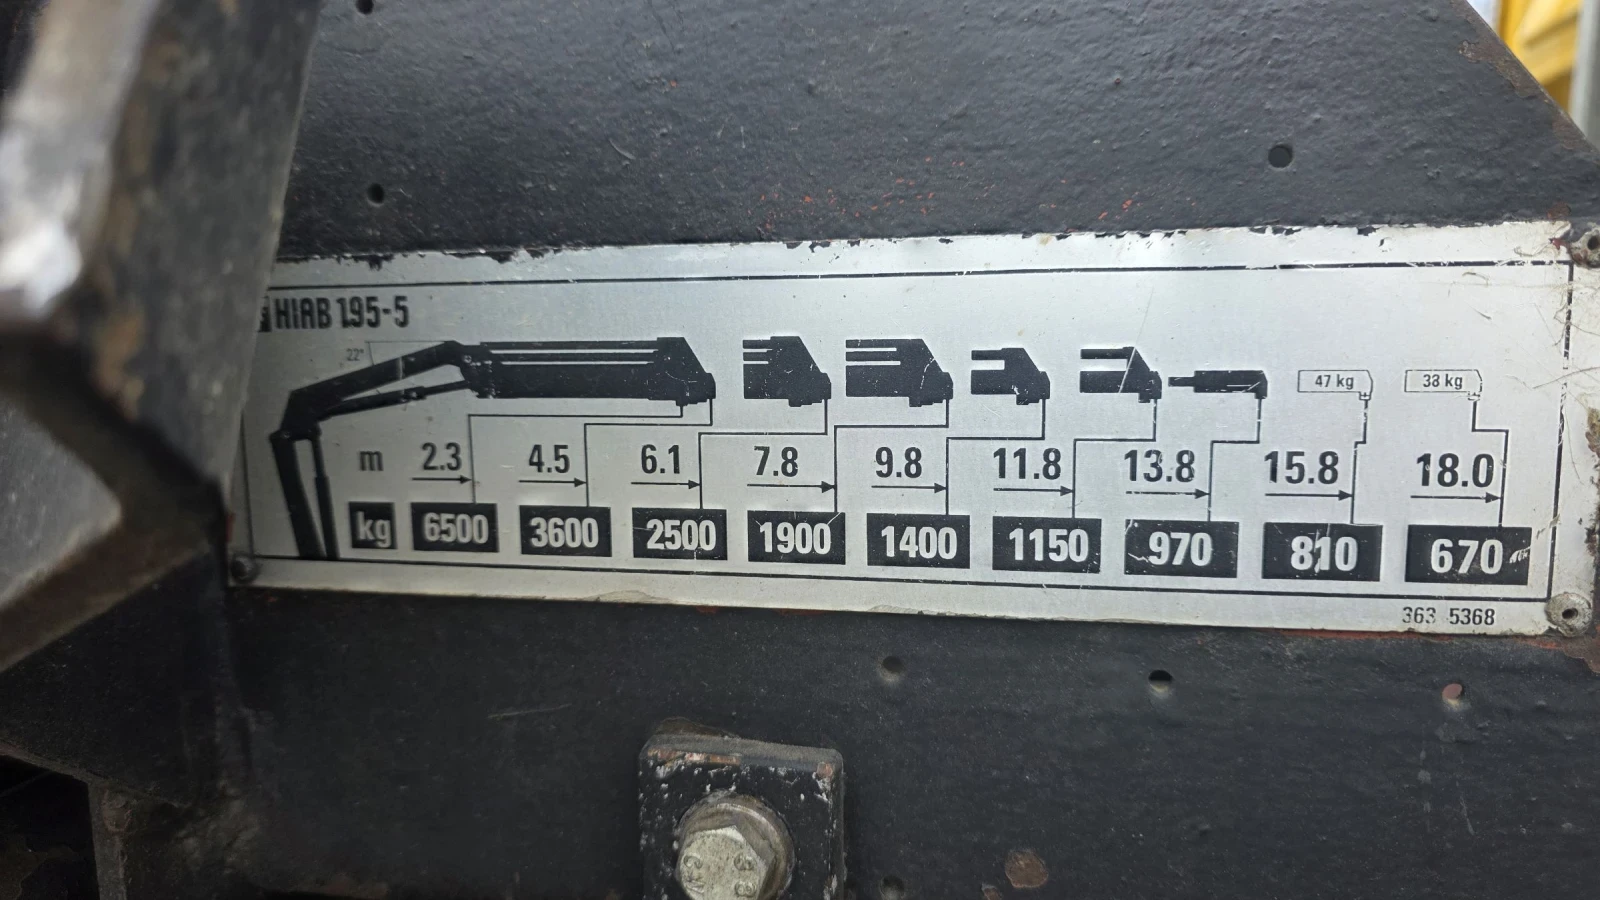 HIAB 195-5
22°
47 kg 38 kg
m 2.3 4.5 6.1 7.8 9.8 11.8 13.8 15.8 18.0
kg 6500 3600 2500 1900 1400 1150 970 810 670
363 5368